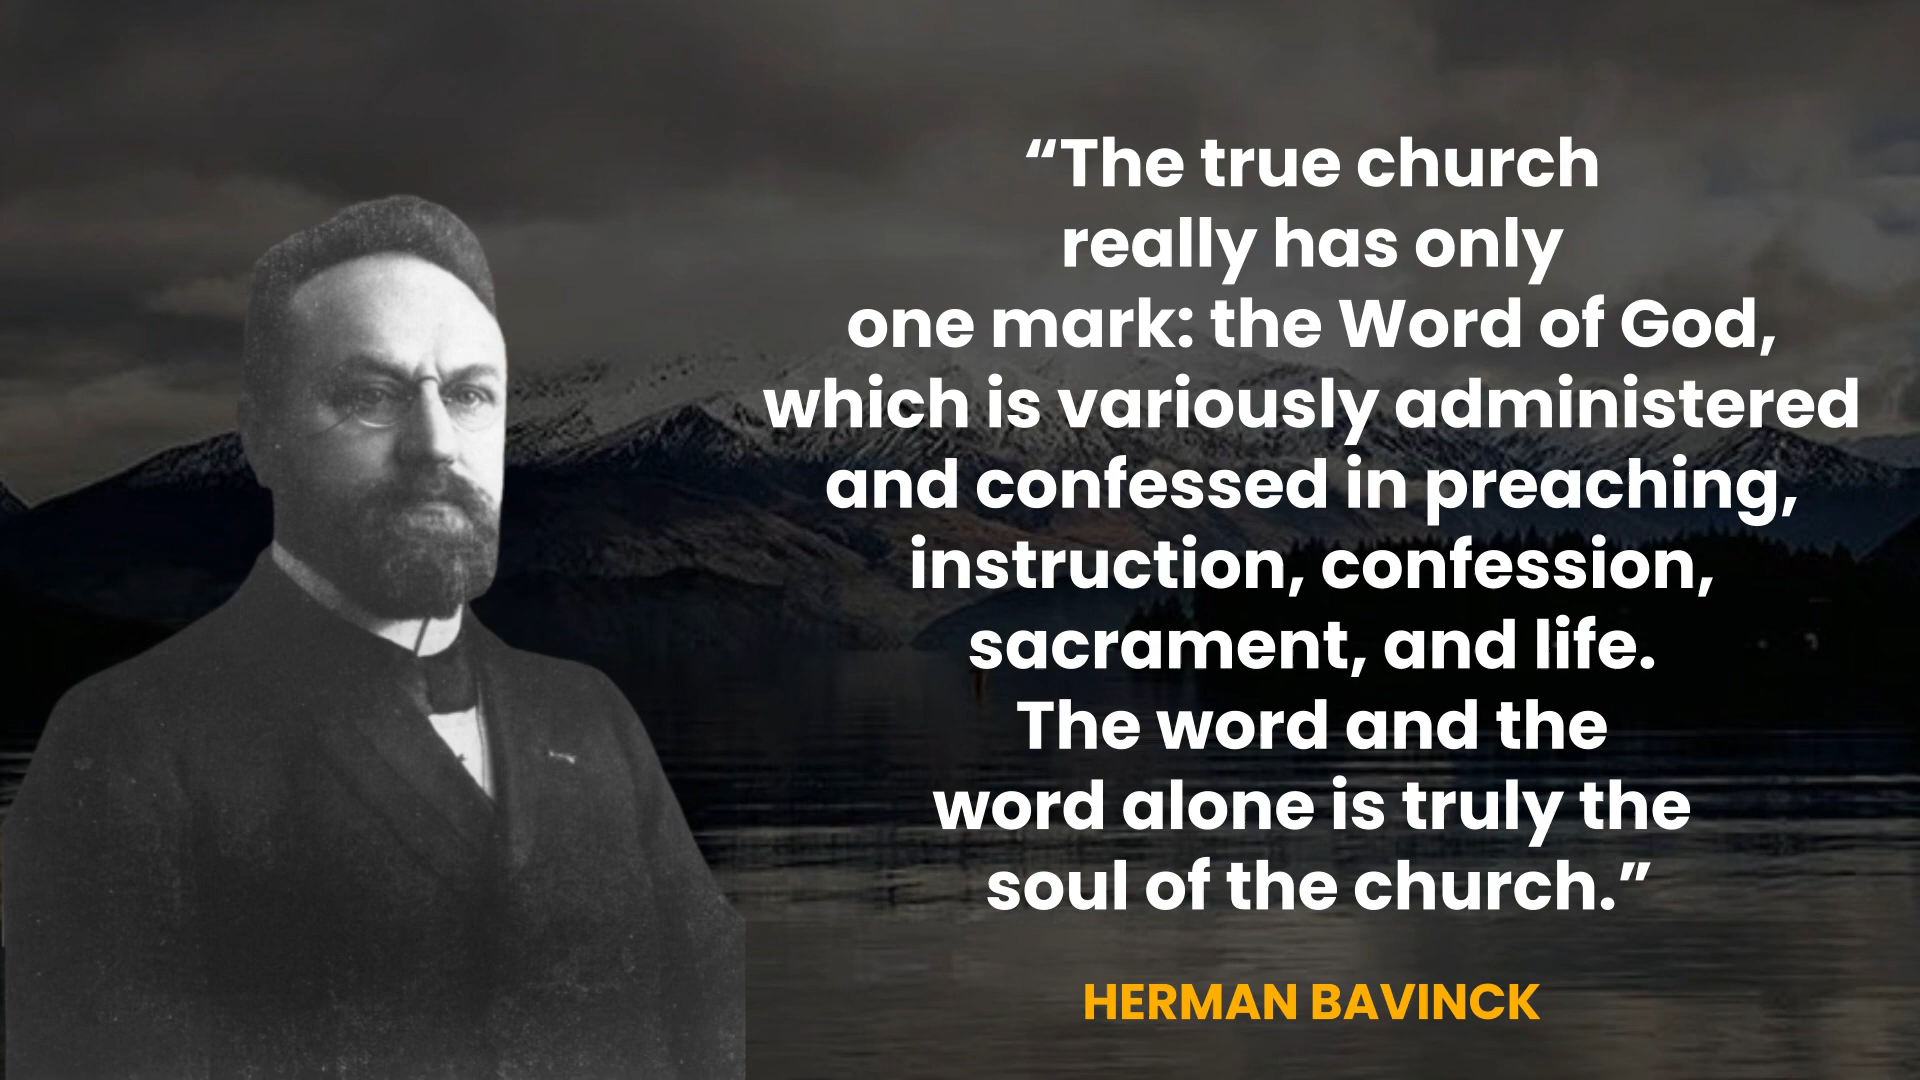 “The true church
really has only
one mark: the Word of God,
which is variously administered
and confessed in preaching,
instruction, confession,
sacrament, and life.
The word and the
word alone is truly the
soul of the church.”
HERMAN BAVINCK